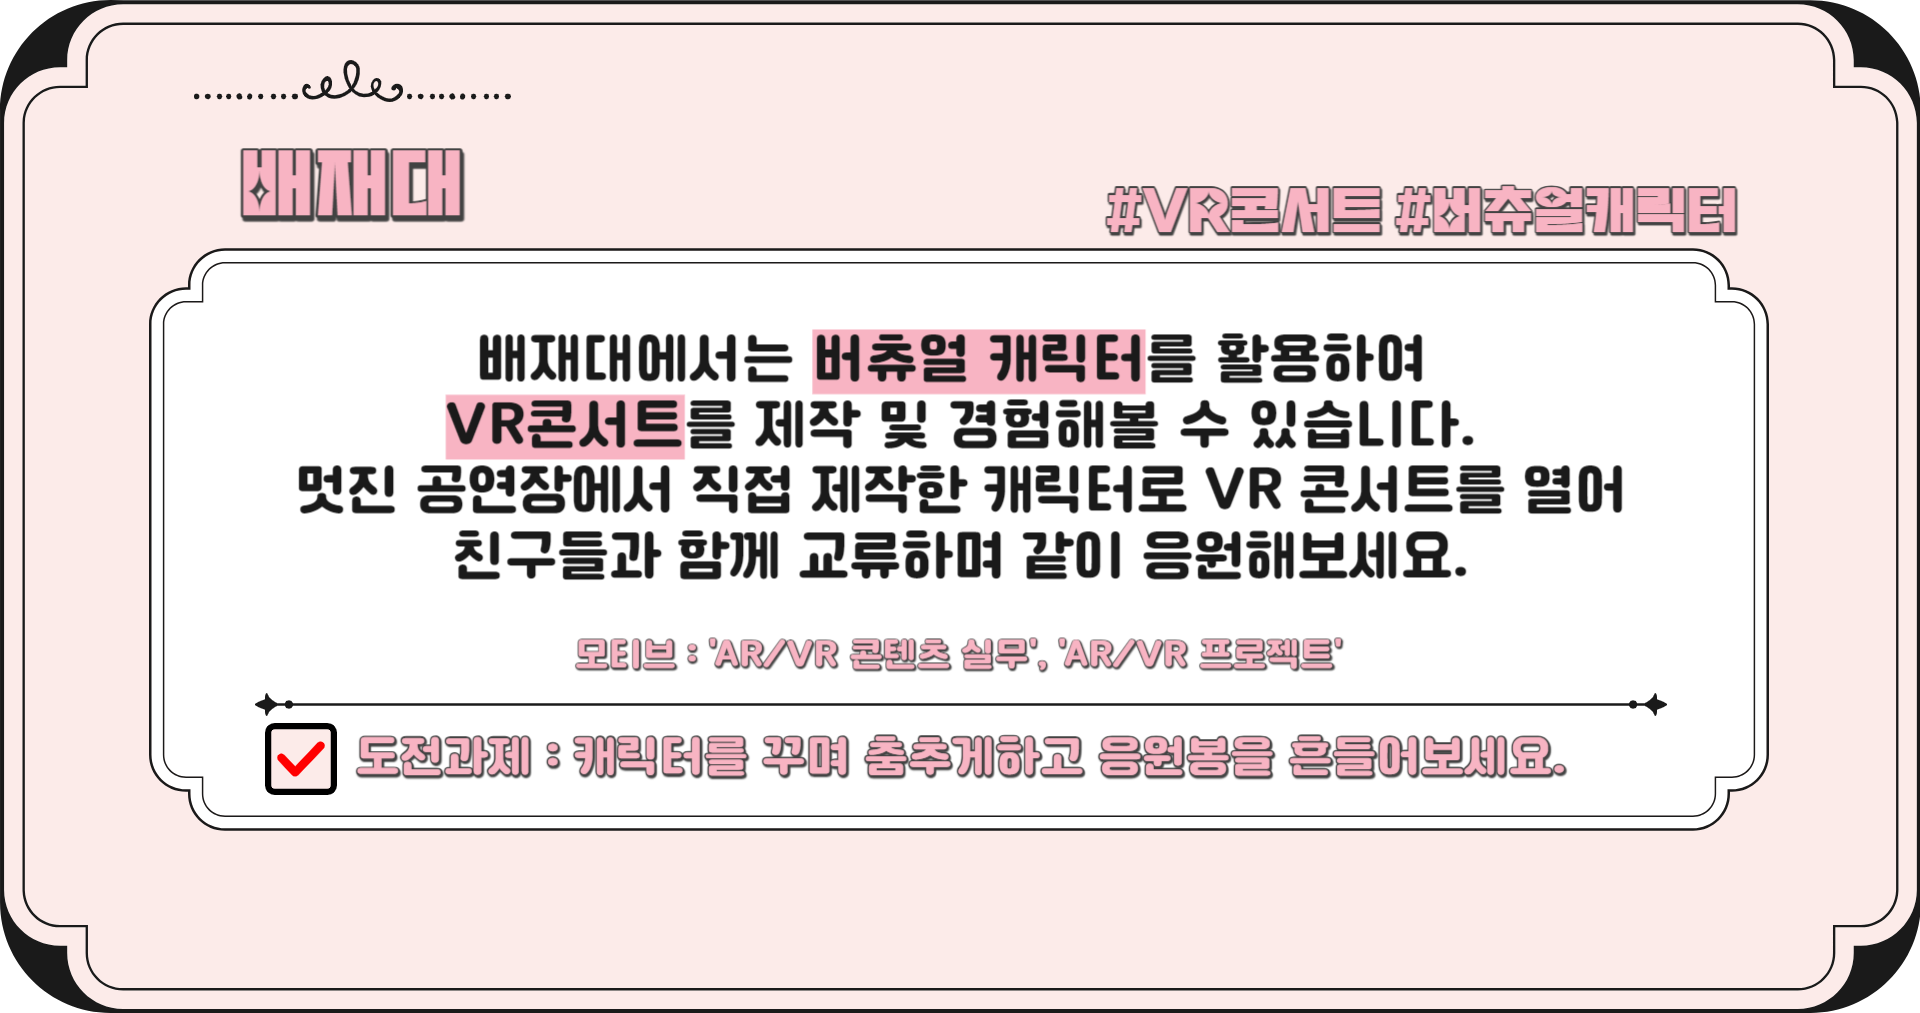 배재대
#VR콘서트 #버츄얼캐릭터
배재대에서는 버츄얼 캐릭터를 활용하여
VR콘서트를 제작 및 경험해볼 수 있습니다.
멋진 공연장에서 직접 제작한 캐릭터로 VR 콘서트를 열어
친구들과 함께 교류하며 같이 응원해보세요.
모티브 : 'AR/VR 콘텐츠 실무', 'AR/VR 프로젝트'
도전과제 : 캐릭터를 꾸며 춤추게하고 응원봉을 흔들어보세요.